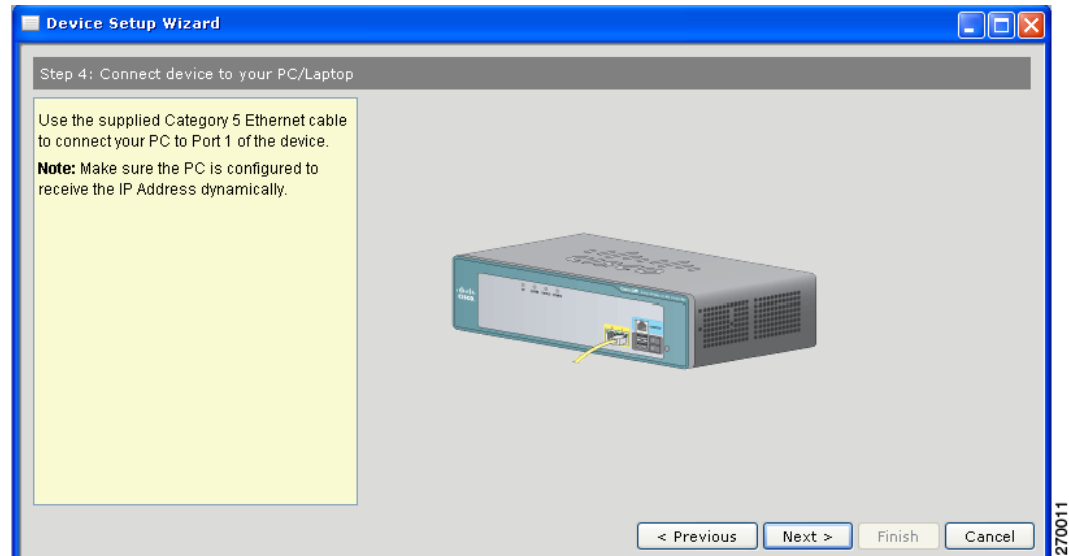 Device Setup Wizard
Step 4: Connect device to your PC/Laptop
Use the supplied Category 5 Ethernet cable
to connect your PC to Port 1 of the device.
Note: Make sure the PC is configured to
receive the IP Address dynamically.
CISCO
< Previous
Next >
Finish
Cancel
270011